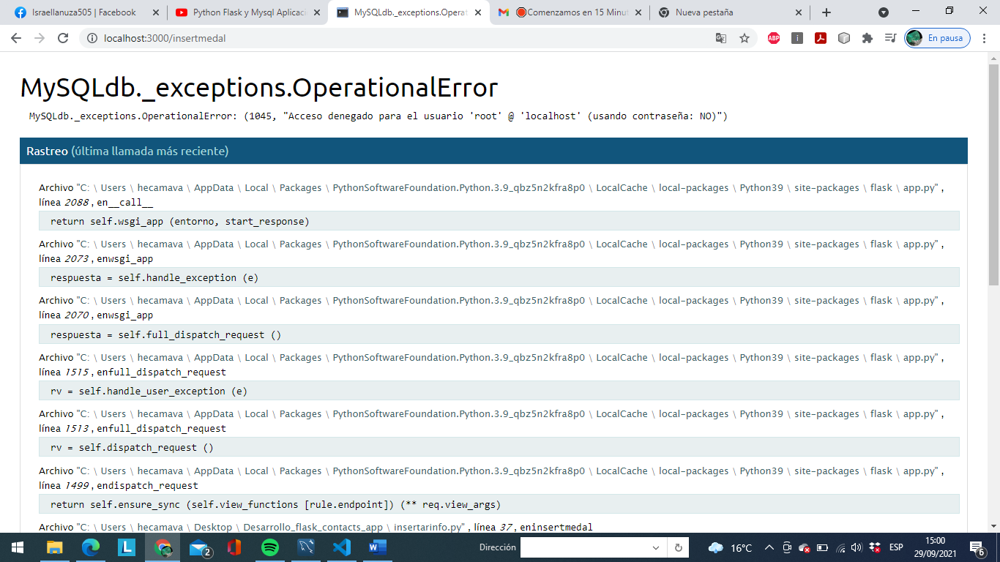 Israellanuza505 | Facebook
Python Flask y Mysql Aplicaci
MySQLdb._exceptions.Operat
Comenzamos en 15 Minut
Nueva pestaña
localhost:3000/insertmedal
ABP
En pausa
MySQLdb._exceptions.OperationalError
MySQLdb._exceptions.OperationalError: (1045, "Acceso denegado para el usuario 'root' @ 'localhost' (usando contraseña: NO)")
Rastreo (última llamada más reciente)
Archivo "C: \ Users \ hecamava \ AppData \ Local \ Packages \ PythonSoftwareFoundation.Python.3.9_qbz5n2kfra8p0 \ LocalCache \ local-packages \ Python39 \ site-packages \ flask \ app.py" ,
línea 2088 , en__call__
return self.wsgi_app (entorno, start_response)
Archivo "C: \ Users \ hecamava \ AppData \ Local \ Packages \ PythonSoftwareFoundation.Python.3.9_qbz5n2kfra8p0 \ LocalCache \ local-packages \ Python39 \ site-packages \ flask \ app.py" ,
línea 2073 , enwsgi_app
respuesta = self.handle_exception (e)
Archivo "C: \ Users \ hecamava \ AppData \ Local \ Packages \ PythonSoftwareFoundation.Python.3.9_qbz5n2kfra8p0 \ LocalCache \ local-packages \ Python39 \ site-packages \ flask \ app.py" ,
línea 2070 , enwsgi_app
respuesta = self.full_dispatch_request ()
Archivo "C: \ Users \ hecamava \ AppData \ Local \ Packages \ PythonSoftwareFoundation.Python.3.9_qbz5n2kfra8p0 \ LocalCache \ local-packages \ Python39 \ site-packages \ flask \ app.py" ,
línea 1515 , enfull_dispatch_request
rv = self.handle_user_exception (e)
Archivo "C: \ Users \ hecamava \ AppData \ Local \ Packages \ PythonSoftwareFoundation.Python.3.9_qbz5n2kfra8p0 \ LocalCache \ local-packages \ Python39 \ site-packages \ flask \ app.py" ,
línea 1513 , enfull_dispatch_request
rv = self.dispatch_request ()
Archivo "C: \ Users \ hecamava \ AppData \ Local \ Packages \ PythonSoftwareFoundation.Python.3.9_qbz5n2kfra8p0 \ LocalCache \ local-packages \ Python39 \ site-packages \ flask \ app.py" ,
línea 1499 , endispatch_request
return self.ensure_sync (self.view_functions [rule.endpoint]) (** req.view_args)
Archivo "C: \ Users \ hecamava \ Desktop \ Desarrollo_flask_contacts_app \ insertarinfo.py" , línea 37 , eninsertmedal
L
2
Dirección
16°C
ESP
15:00
29/09/2021
6